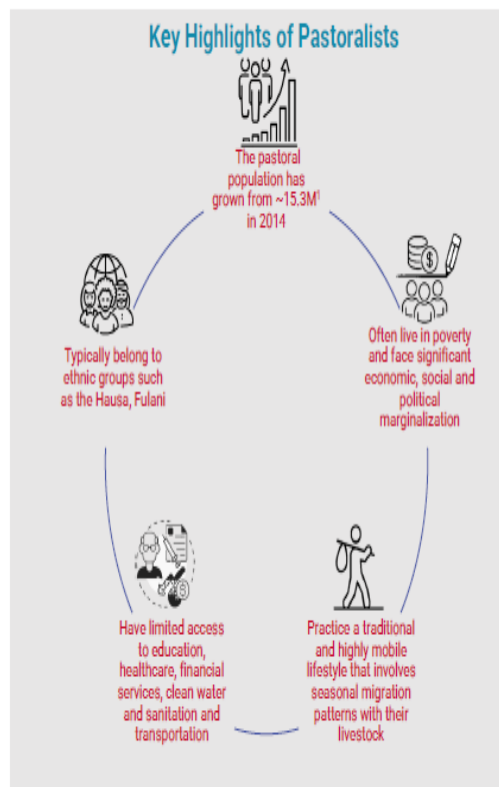 Key Highlights of Pastoralists
The pastoral
population has
grown from ~15.3M¹
in 2014
Often live in poverty
and face significant
economic, social and
political
marginalization
Practice a traditional
and highly mobile
lifestyle that involves
seasonal migration
patterns with their
livestock
Have limited access
to education,
healthcare, financial
services, clean water
and sanitation and
transportation
Typically belong to
ethnic groups such
as the Hausa, Fulani